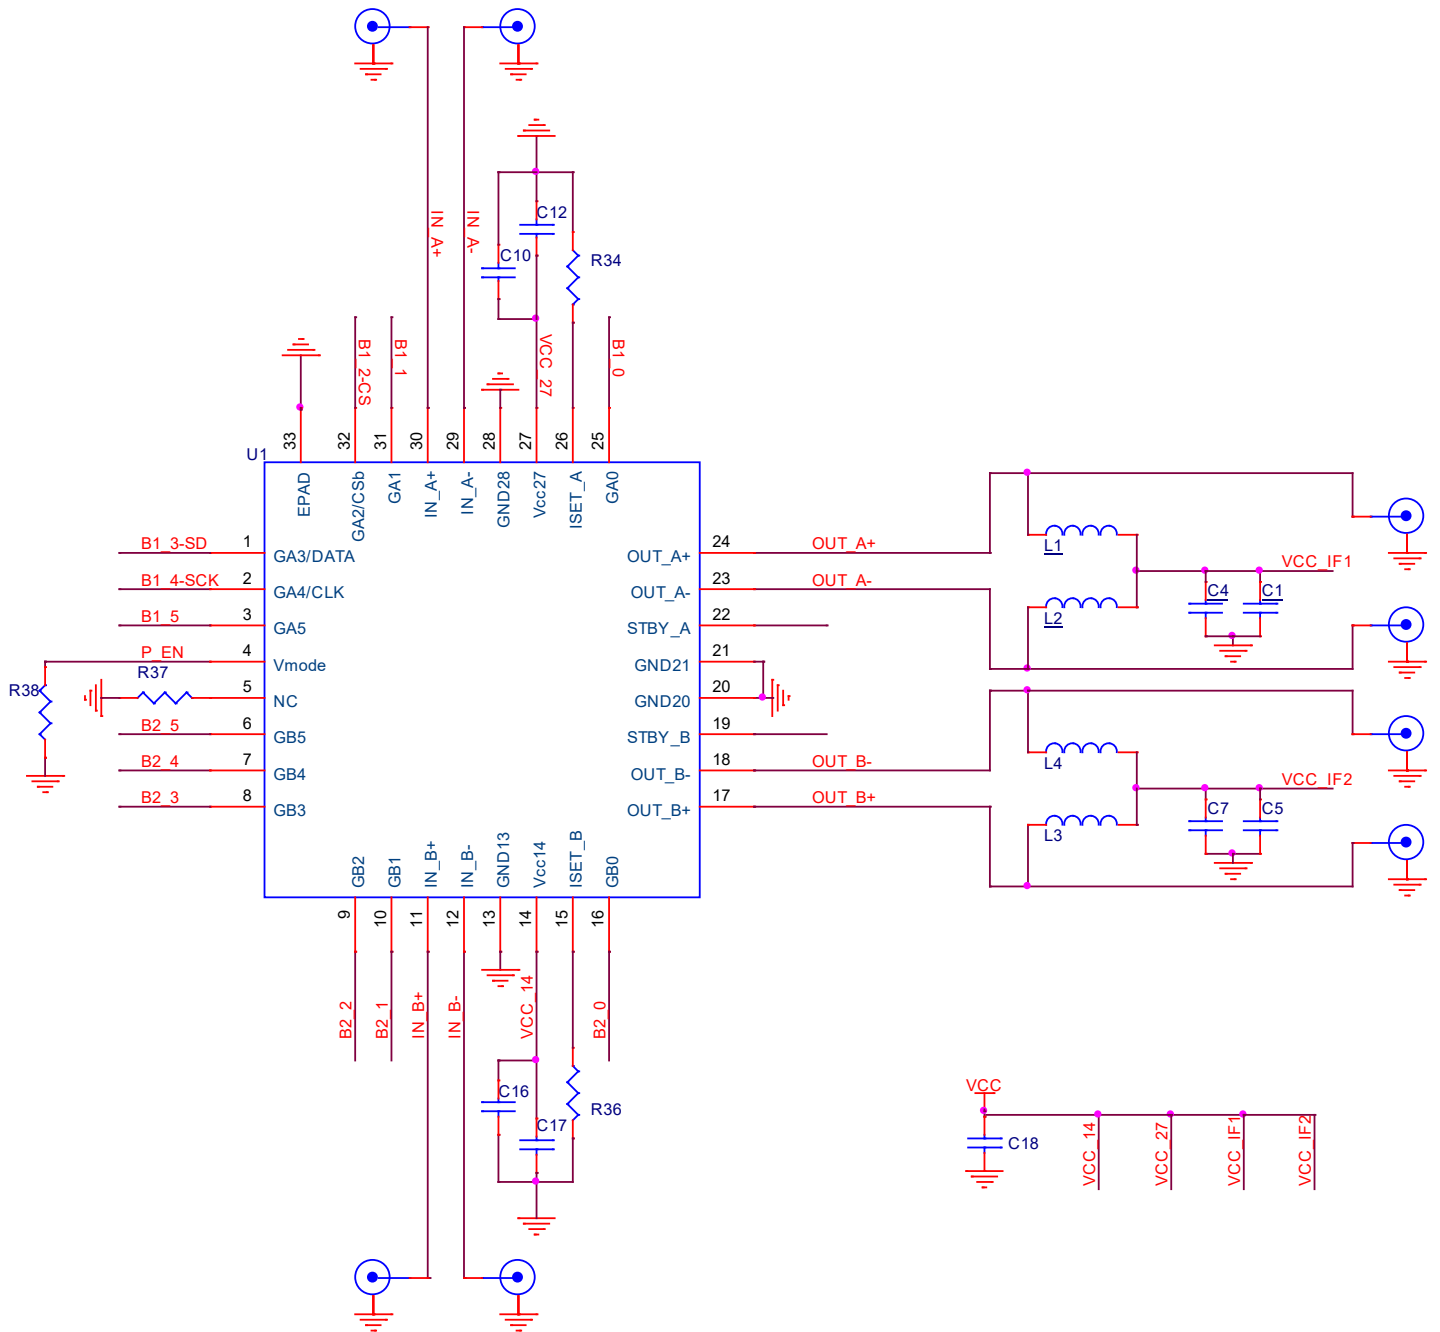 IN_A+
IN_A-
C12
C10
R34
B1_2-CS
B1_1
VCC_27
B1_0
33
32
31
30
29
28
27
26
25
U1
EPAD
GA2/CSb
GA1
IN_A+
IN_A-
GND28
Vcc27
ISET_A
GA0
B1_3-SD
1
GA3/DATA
B1_4-SCK
2
GA4/CLK
B1_5
3
GA5
P_EN
4
Vmode
R38
R37
5
NC
B2_5
6
GB5
B2_4
7
GB4
B2_3
8
GB3
OUT_A+
24
OUT_A+
OUT_A-
23
OUT_A-
STBY_A
22
GND21
21
GND20
20
STBY_B
19
OUT_B-
18
OUT_B-
OUT_B+
17
OUT_B+
L1
VCC_IF1
C4
C1
L2
L4
VCC_IF2
C7
C5
L3
GB2
GB1
IN_B+
IN_B-
GND13
Vcc14
ISET_B
GB0
9
10
11
12
13
14
15
16
B2_2
B2_1
IN_B+
IN_B-
VCC_14
B2_0
C16
C17
R36
VCC
C18
VCC_14
VCC_27
VCC_IF1
VCC_IF2